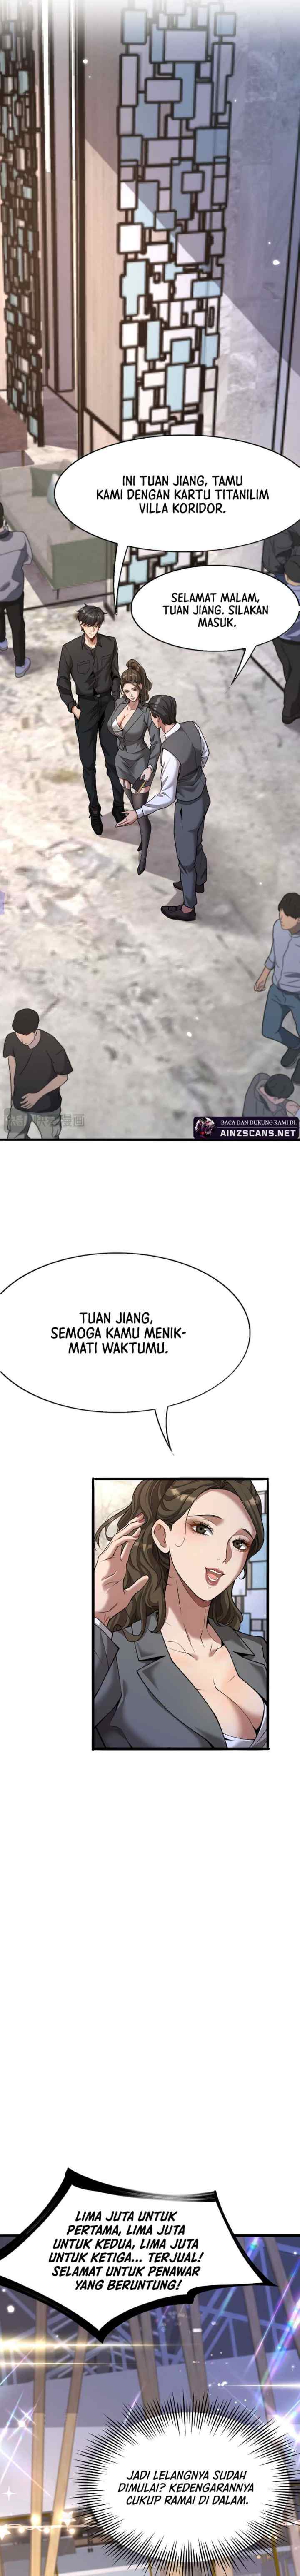 INI TUAN JIANG, TAMU
KAMI DENGAN KARTU TITANILIM
VILLA KORIDOR.
SELAMAT MALAM,
TUAN JIANG. SILAKAN
MASUK.
BACA DAN DUKUNG KAMI DI:
AINZSCANS.NET
TUAN JIANG,
SEMOGA KAMU MENIK-
MATI WAKTUMU.
LIMA JUTA UNTUK
PERTAMA, LIMA JUTA
UNTUK KEDUA, LIMA JUTA
UNTUK KETIGA... TERJUAL!
SELAMAT UNTUK PENAWAR
YANG BERUNTUNG!
JADI LELANGNYA SUDAH
DIMULAI? KEDENGARANNYA
CUKUP RAMAI DI DALAM.